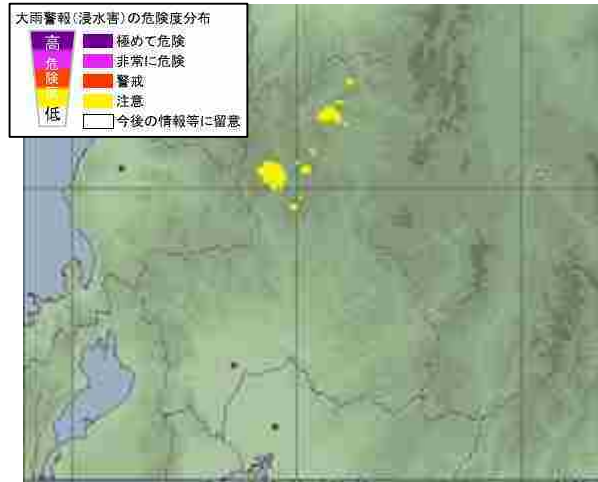 大雨警報(浸水害)の危険度分布
高
危険度
低
極めて危険
非常に危険
警戒
注意
今後の情報等に留意